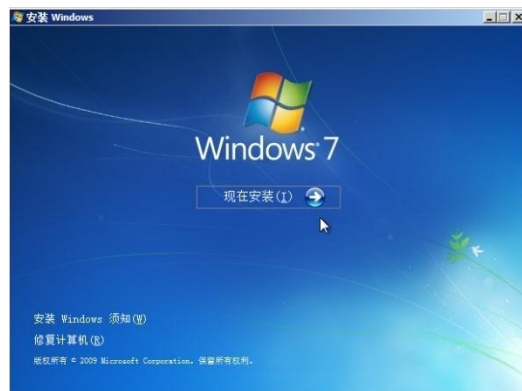 安装 Windows
Windows 7
现在安装(I)
安装 Windows 须知(W)
修复计算机(R)
版权所有 © 2009 Microsoft Corporation。保留所有权利。